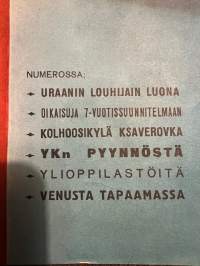 NUMEROSSA:
URAANIN LOUHIJAIN LUONA
OIKAISUJA 7-VUOTISSUUNNITELMAAN
KOLHOOSIKYLÄ KSAVEROVKA
YKn PYYNNÖSTÄ
YLIOPPILASTÖITÄ
VENUSTA TAPAAMASSA